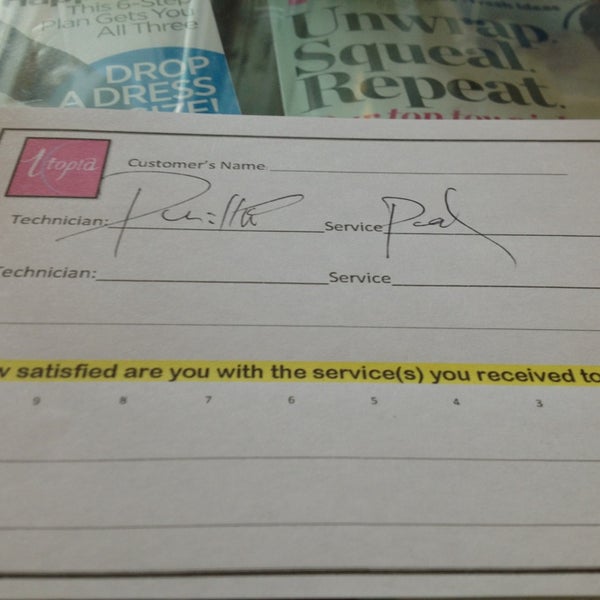 This 6-Step
Plan Gets You
All Three
DROP
A DRESS
Unwrap.
Squeal.
Repeat.
Utopia
Customer's Name
Technician: Service
Technician: Service
satisfied are you with the service(s) you received to
9 8 7 6 5 4 3